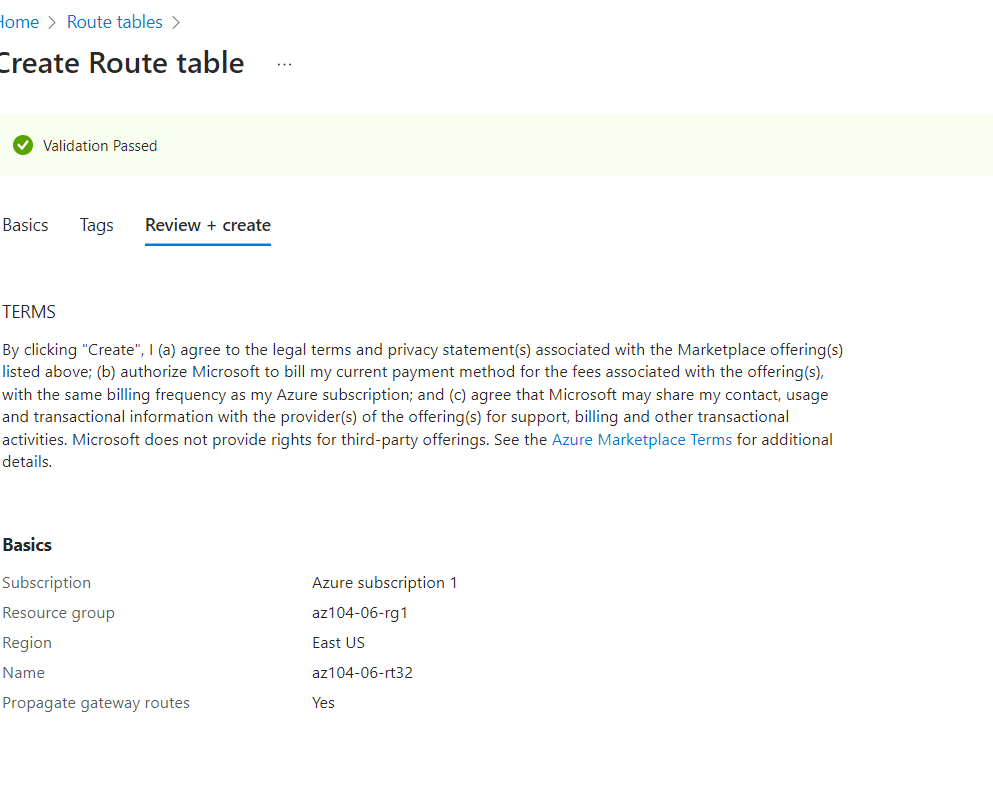 Home > Route tables >
Create Route table ...
Validation Passed
Basics Tags Review + create
TERMS
By clicking "Create", I (a) agree to the legal terms and privacy statement(s) associated with the Marketplace offering(s)
listed above; (b) authorize Microsoft to bill my current payment method for the fees associated with the offering(s),
with the same billing frequency as my Azure subscription; and (c) agree that Microsoft may share my contact, usage
and transactional information with the provider(s) of the offering(s) for support, billing and other transactional
activities. Microsoft does not provide rights for third-party offerings. See the Azure Marketplace Terms for additional
details.
Basics
Subscription Azure subscription 1
Resource group az104-06-rg1
Region East US
Name az104-06-rt32
Propagate gateway routes Yes